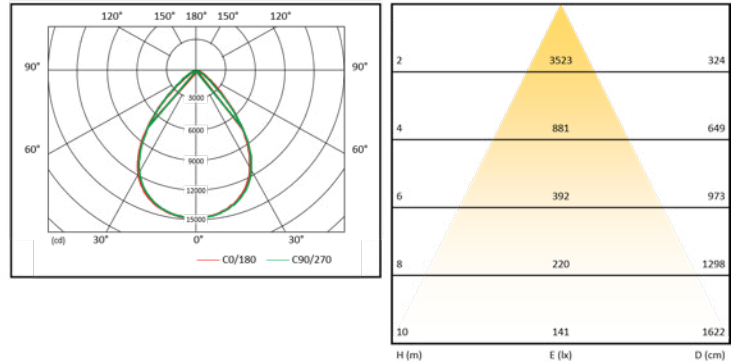 120° 150° 180° 150° 120°
90° 90°
3000
6000
60° 60°
9000
12000
15000
(cd) 30° 0° 30°
C0/180 C90/270
2 3523 324
4 881 649
6 392 973
8 220 1298
10 141 1622
H (m) E (lx) D (cm)